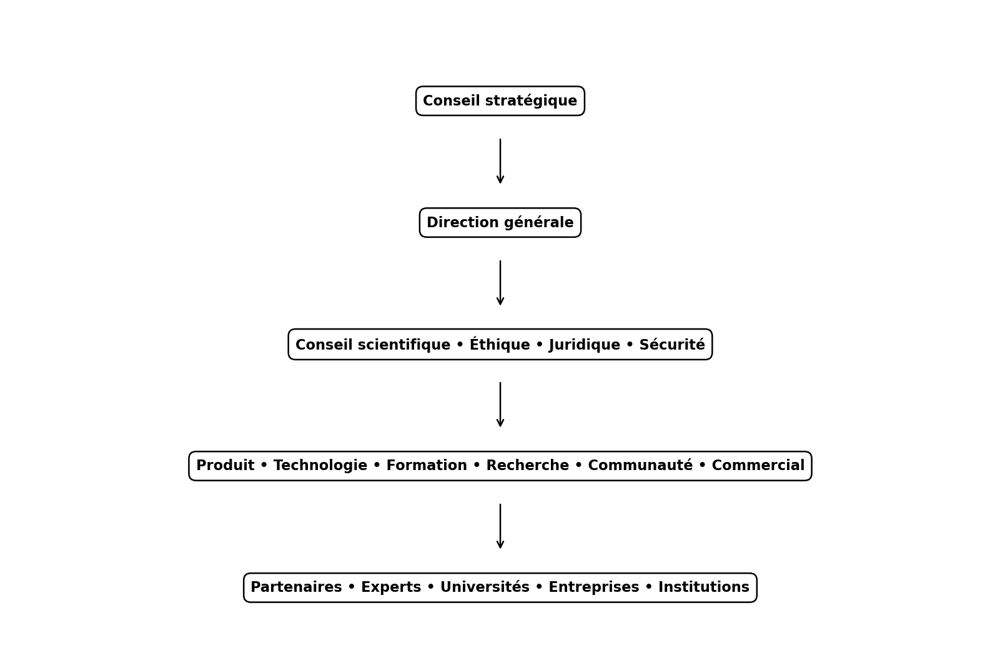 Conseil stratégique
Direction générale
Conseil scientifique • Éthique • Juridique • Sécurité
Produit • Technologie • Formation • Recherche • Communauté • Commercial
Partenaires • Experts • Universités • Entreprises • Institutions